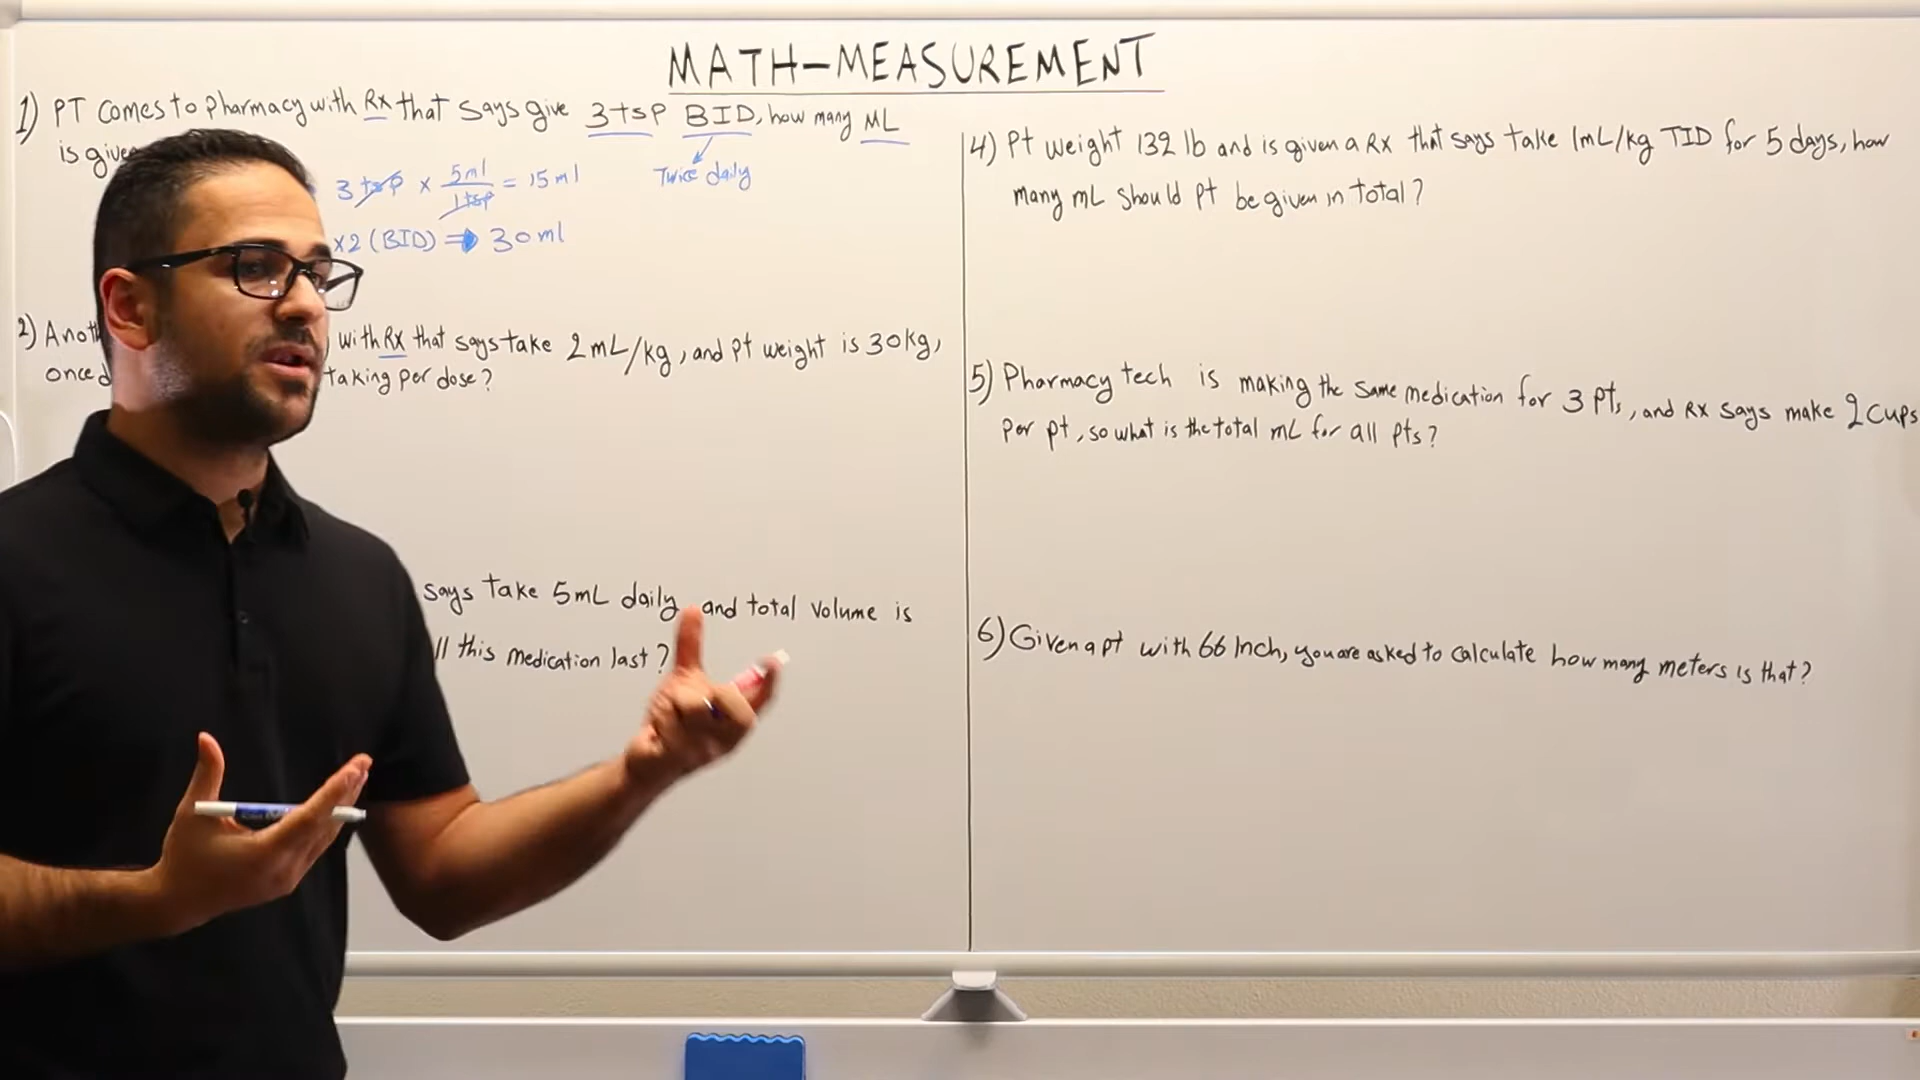 MATH-MEASUREMENT
1) PT comes to pharmacy with Rx that says give 3 tsp BID, how many ML
is given
3 tsp x 5ml / 1 tsp = 15 ml
Twice daily
x2 (BID) ⇒ 30 ml
2) with Rx that says take 2 mL/kg, and pt weight is 30kg,
once taking per dose?
says take 5mL daily and total volume is
this medication last?
4) Pt weight 132 lb and is given a Rx that says take 1mL/kg TID for 5 days, how
many mL should pt be given in total?
5) Pharmacy tech is making the same medication for 3 pts, and Rx says make 2 cups
per pt, so what is the total mL for all pts?
6) Given a pt with 66 Inch, you are asked to calculate how many meters is that?